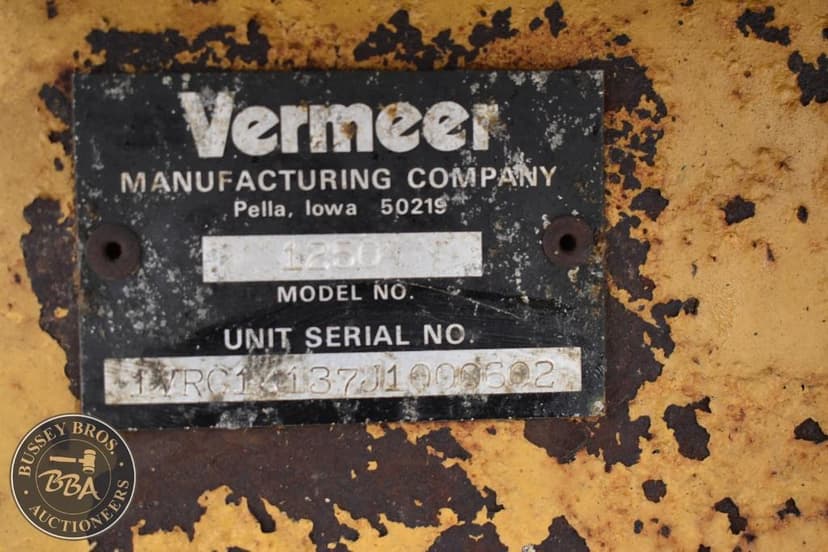 Vermeer
MANUFACTURING COMPANY
Pella, Iowa 50219
1250
MODEL NO.
UNIT SERIAL NO.
BUSSEY BROS.
BBA
AUCTIONEERS